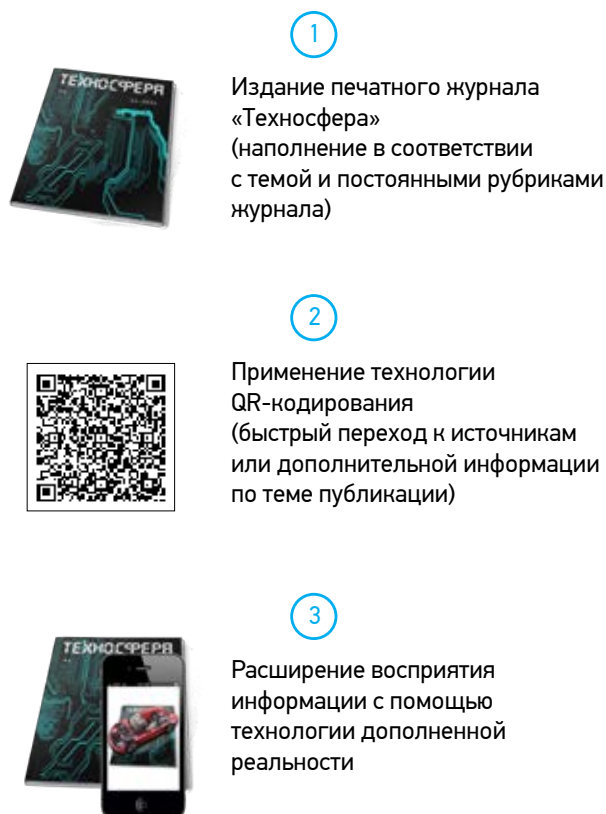 1
ТЕХНОСФЕРА
Издание печатного журнала
«Техносфера»
(наполнение в соответствии
с темой и постоянными рубриками
журнала)
2
Применение технологии
QR-кодирования
(быстрый переход к источникам
или дополнительной информации
по теме публикации)
3
ТЕХНОСФЕРА
Расширение восприятия
информации с помощью
технологии дополненной
реальности